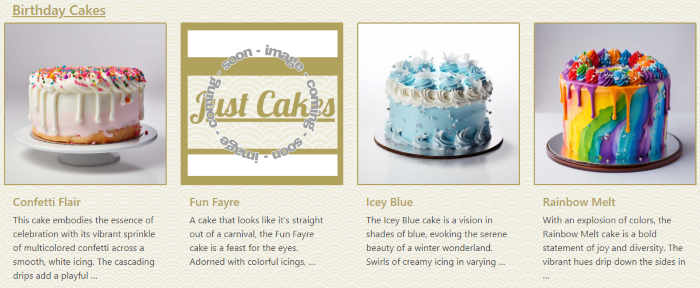 Birthday Cakes
image - coming - soon - image - coming - soon -
Just Cakes
Confetti Flair
This cake embodies the essence of
celebration with its vibrant sprinkle
of multicolored confetti across a
smooth, white icing. The cascading
drips add a playful ...
Fun Fayre
A cake that looks like it's straight
out of a carnival, the Fun Fayre
cake is a feast for the eyes.
Adorned with colorful icings, ...
Icey Blue
The Icey Blue cake is a vision in
shades of blue, evoking the serene
beauty of a winter wonderland.
Swirls of creamy icing in varying ...
Rainbow Melt
With an explosion of colors, the
Rainbow Melt cake is a bold
statement of joy and diversity. The
vibrant hues drip down the sides in
...